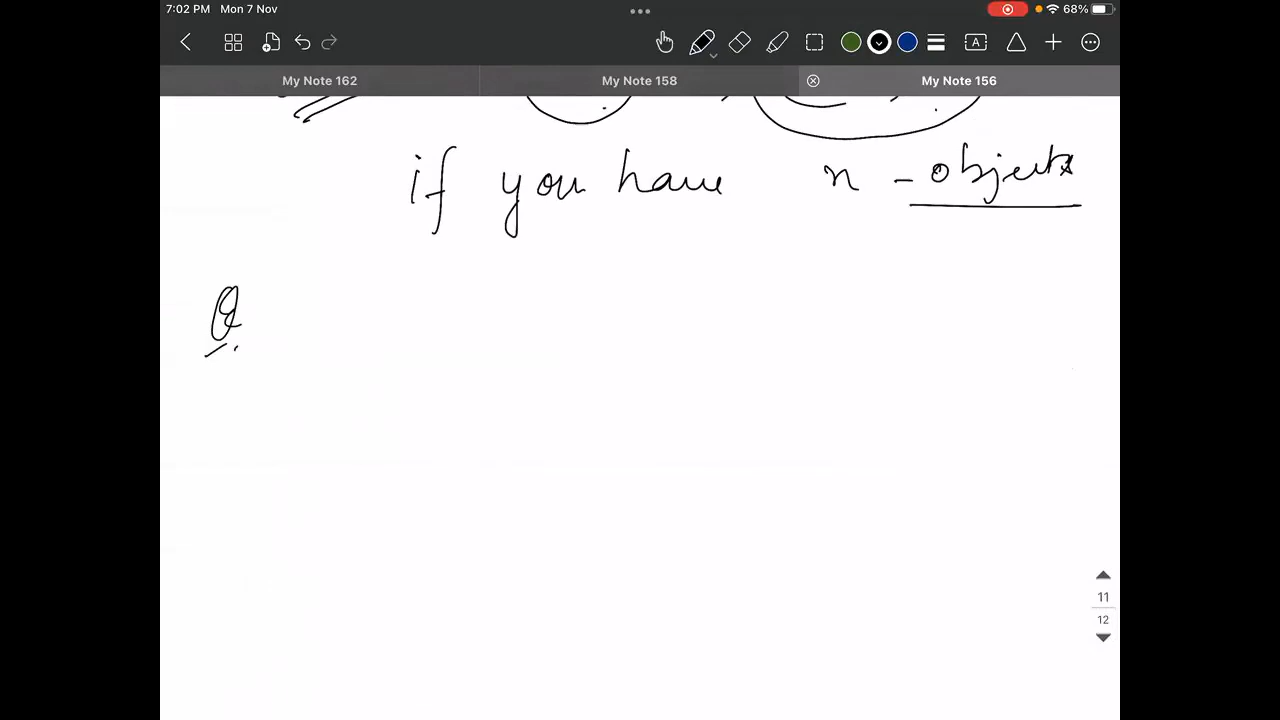 7:02 PM Mon 7 Nov
68%
A
My Note 162 My Note 158 My Note 156
if you have n - objects
Q.
11
12